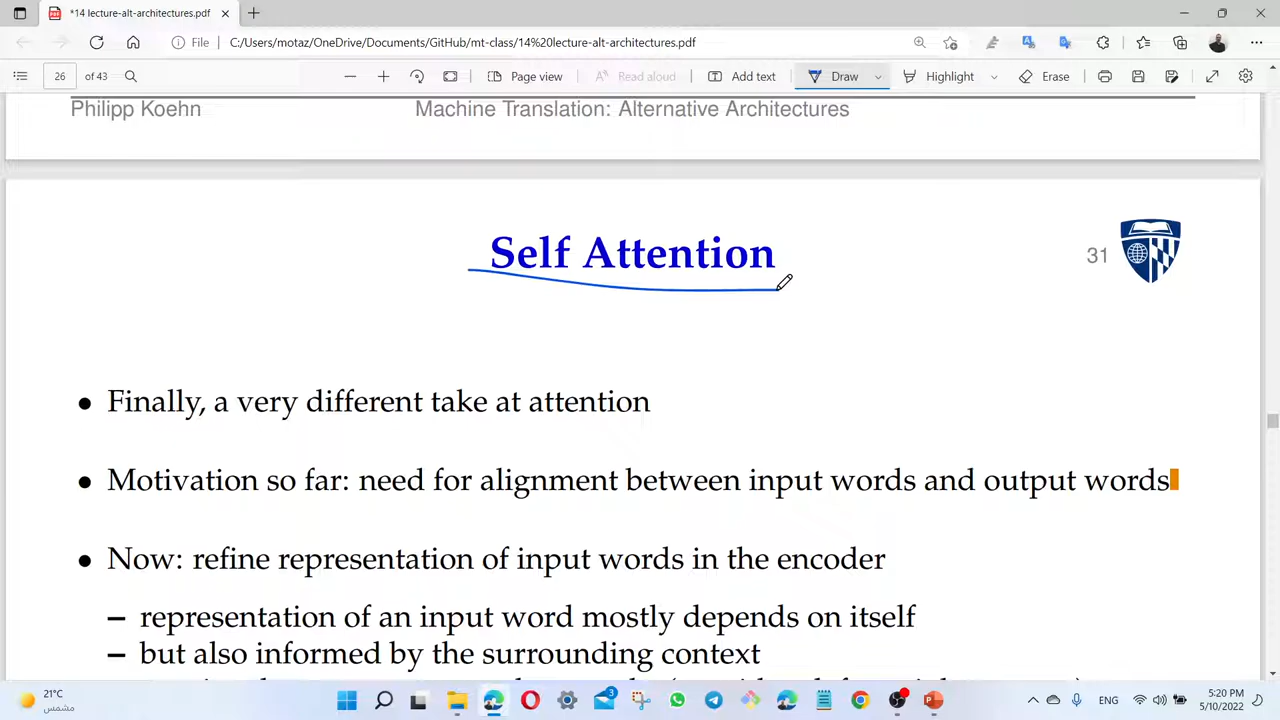 *14 lecture-alt-architectures.pdf
File
C:/Users/motaz/OneDrive/Documents/GitHub/mt-class/14%20lecture-alt-architectures.pdf
26 of 43
Page view
Read aloud
Add text
Draw
Highlight
Erase
Philipp Koehn
Machine Translation: Alternative Architectures
Self Attention
31
● Finally, a very different take at attention
● Motivation so far: need for alignment between input words and output words
● Now: refine representation of input words in the encoder
– representation of an input word mostly depends on itself
– but also informed by the surrounding context
21°C
مشمس
3
ENG
5:20 PM
5/10/2022